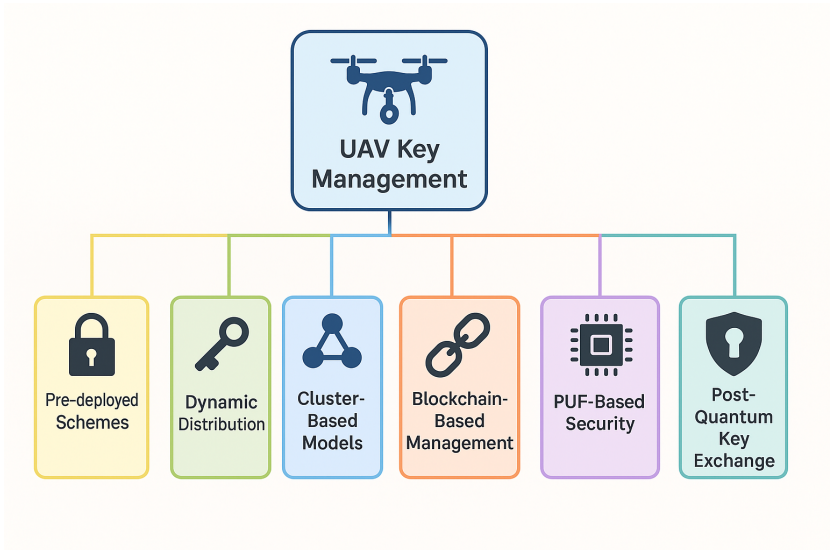 UAV Key
Management
Pre-deployed
Schemes
Dynamic
Distribution
Cluster-
Based
Models
Blockchain-
Based
Management
PUF-Based
Security
Post-
Quantum
Key
Exchange